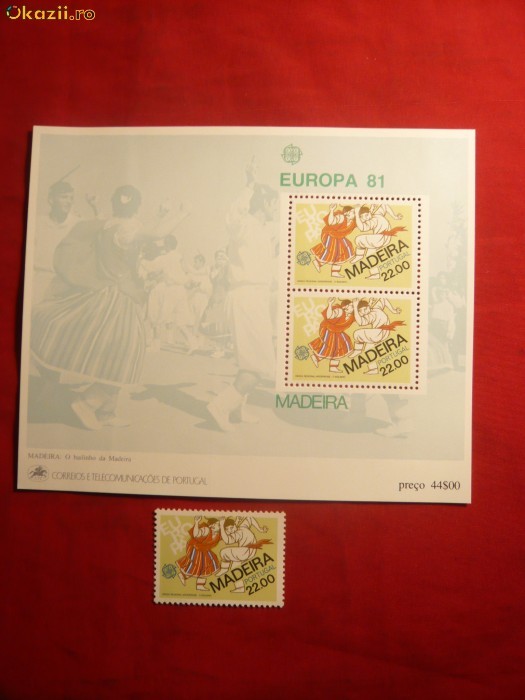 Okazii.ro
EUROPA 81
MADEIRA
PORTUGAL
22.00
MADEIRA
PORTUGAL
22.00
MADEIRA
MADEIRA: O bailinho da Madeira
CORREIOS E TELECOMUNICAÇÕES DE PORTUGAL
preço 44$00
MADEIRA
PORTUGAL
22.00